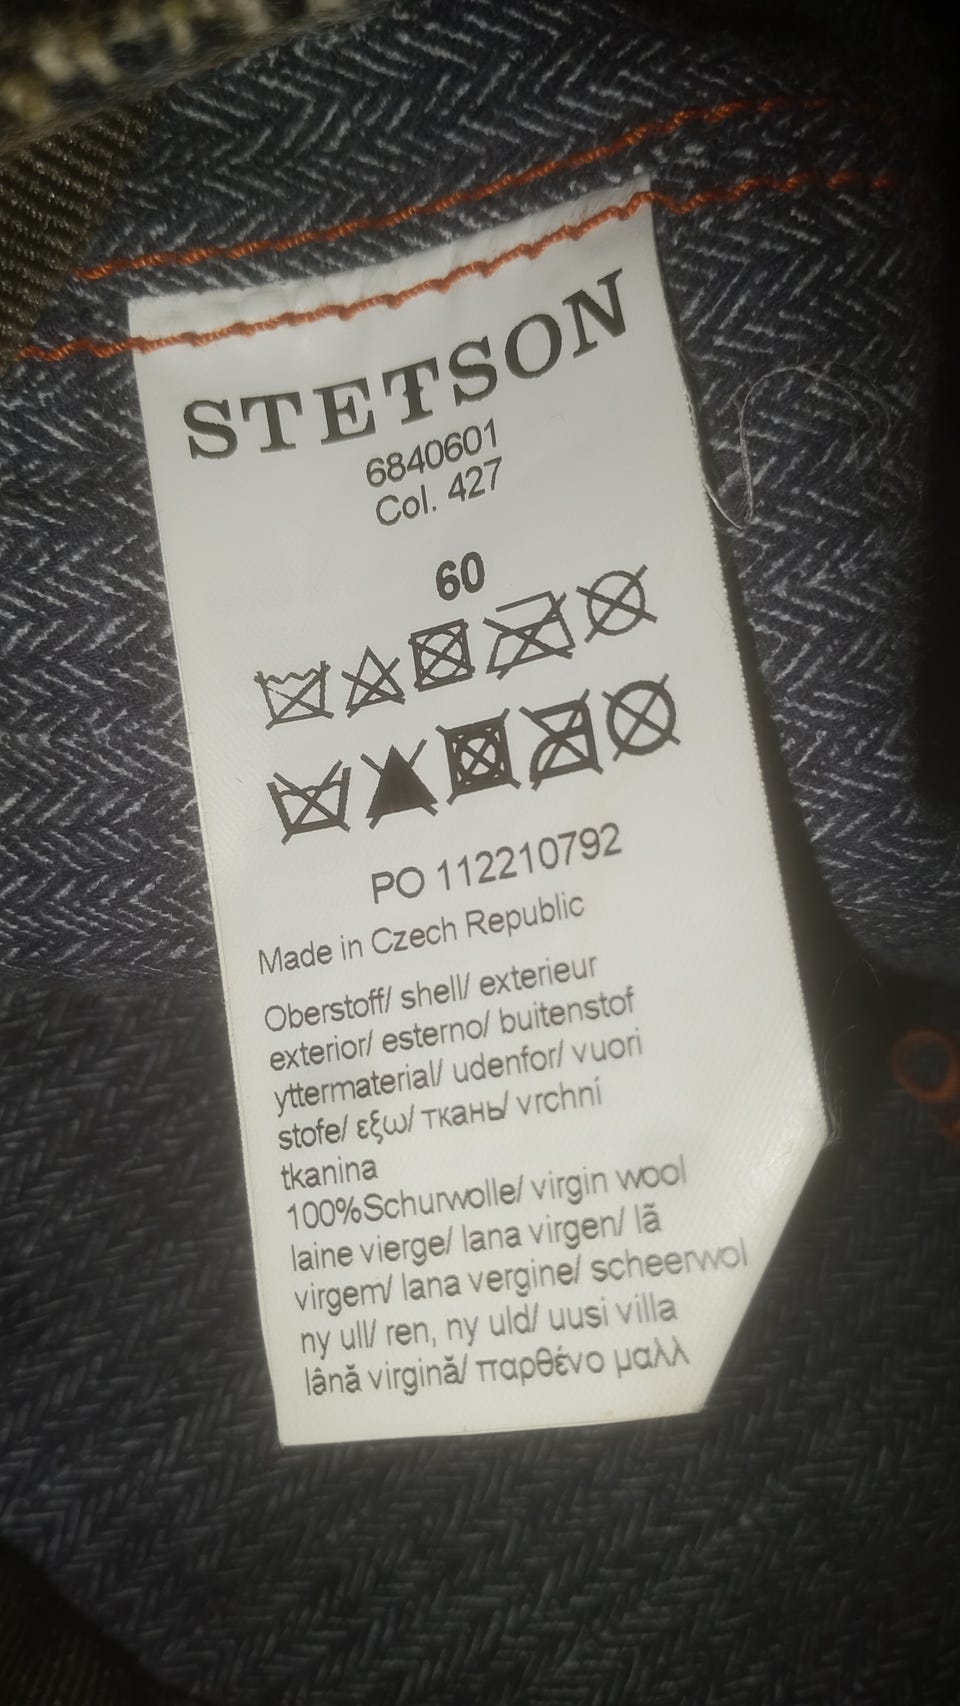 STETSON
6840601
Col. 427
60
PO 112210792
Made in Czech Republic
Oberstoff/ shell/ exterieur
exterior/ esterno/ buitenstof
yttermaterial/ udenfor/ vuori
stofe/ εξω/ ткань/ vrchní
tkanina
100%Schurwolle/ virgin wool
laine vierge/ lana virgen/ lã
virgem/ lana vergine/ scheerwol
ny ull/ ren, ny uld/ uusi villa
lână virgină/ παρθένο μαλλ